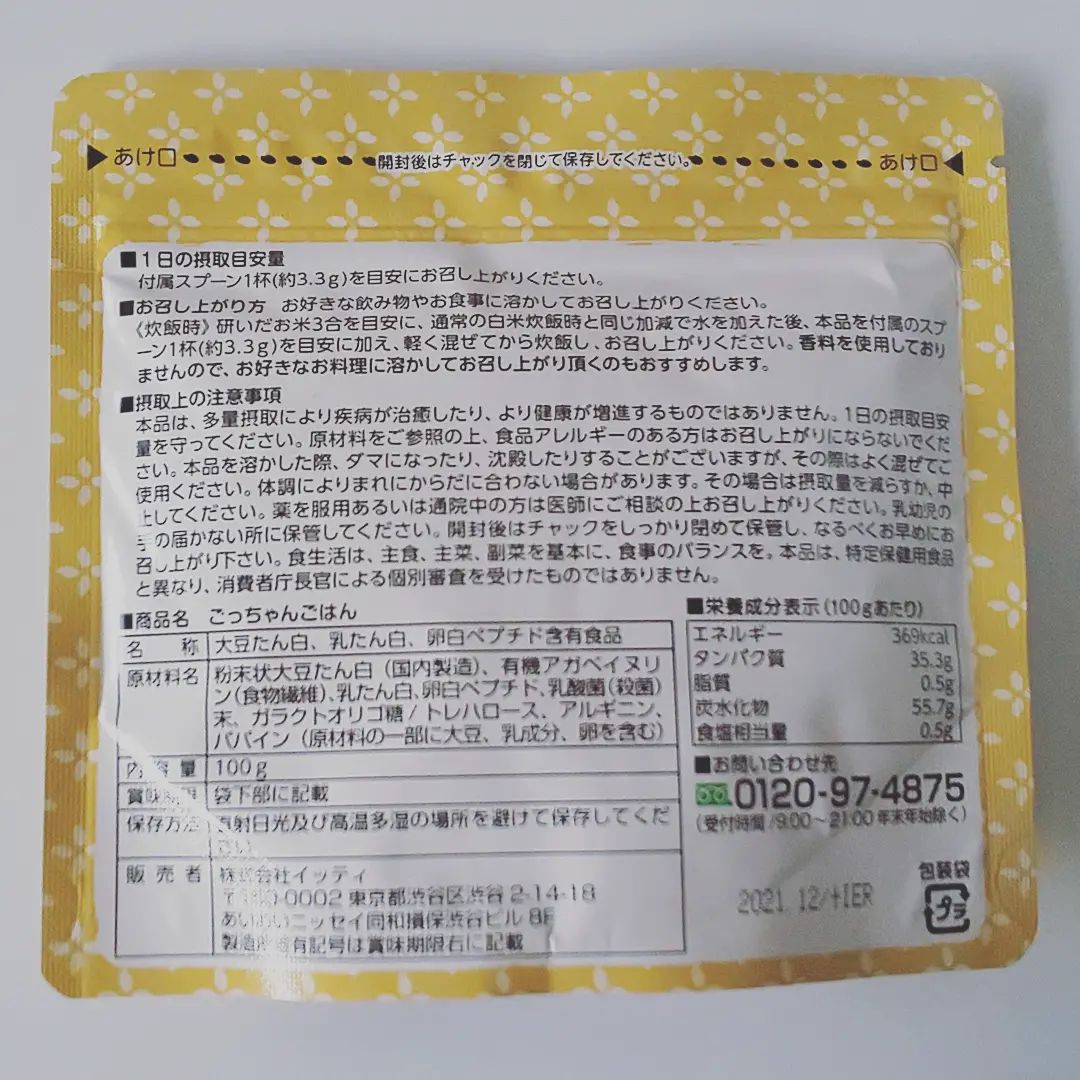 あけ口 開封後はチャックを閉じて保存してください。 あけ口
■1日の摂取目安量
付属スプーン1杯(約3.3g)を目安にお召し上がりください。
■お召し上がり方 お好きな飲み物やお食事に溶かしてお召し上がりください。
《炊飯時》研いだお米3合を目安に、通常の白米炊飯時と同じ加減で水を加えた後、本品を付属のスプ
ーン1杯(約3.3g)を目安に加え、軽く混ぜてから炊飯し、お召し上がりください。香料を使用しており
ませんので、お好きなお料理に溶かしてお召し上がり頂くのもおすすめします。
■摂取上の注意事項
本品は、多量摂取により疾病が治癒したり、より健康が増進するものではありません。1日の摂取目安
量を守ってください。原材料をご参照の上、食品アレルギーのある方はお召し上がりにならないでくだ
さい。本品を溶かした際、ダマになったり、沈殿したりすることがございますが、その際はよく混ぜてご
使用ください。体調によりまれにからだに合わない場合があります。その場合は摂取量を減らすか、中
止してください。薬を服用あるいは通院中の方は医師にご相談の上お召し上がりください。乳幼児の
手の届かない所に保管してください。開封後はチャックをしっかり閉めて保管し、なるべくお早めにお
召し上がり下さい。食生活は、主食、主菜、副菜を基本に、食事のバランスを。本品は、特定保健用食品
と異なり、消費者庁長官による個別審査を受けたものではありません。
■商品名 ごっちゃんごはん
名 称 大豆たん白、乳たん白、卵白ペプチド含有食品
原材料名 粉末状大豆たん白(国内製造)、有機アガベイヌリ
ン(食物繊維)、乳たん白、卵白ペプチド、乳酸菌(殺菌)
末、ガラクトオリゴ糖/トレハロース、アルギニン、
パパイン(原材料の一部に大豆、乳成分、卵を含む)
内容量 100g
賞味期限 袋下部に記載
保存方法 直射日光及び高温多湿の場所を避けて保存してくだ
さい
販売者 株式会社イッティ
〒150-0002 東京都渋谷区渋谷 2-14-18
あいおいニッセイ同和損保渋谷ビル 8F
製造所固有記号は賞味期限右に記載
■栄養成分表示(100gあたり)
エネルギー 369kcal
タンパク質 35.3g
脂質 0.5g
炭水化物 55.7g
食塩相当量 0.5g
■お問い合わせ先
0120-97-4875
(受付時間/9:00～21:00 年末年始除く)
2021.12/+IER
包装袋
プラ